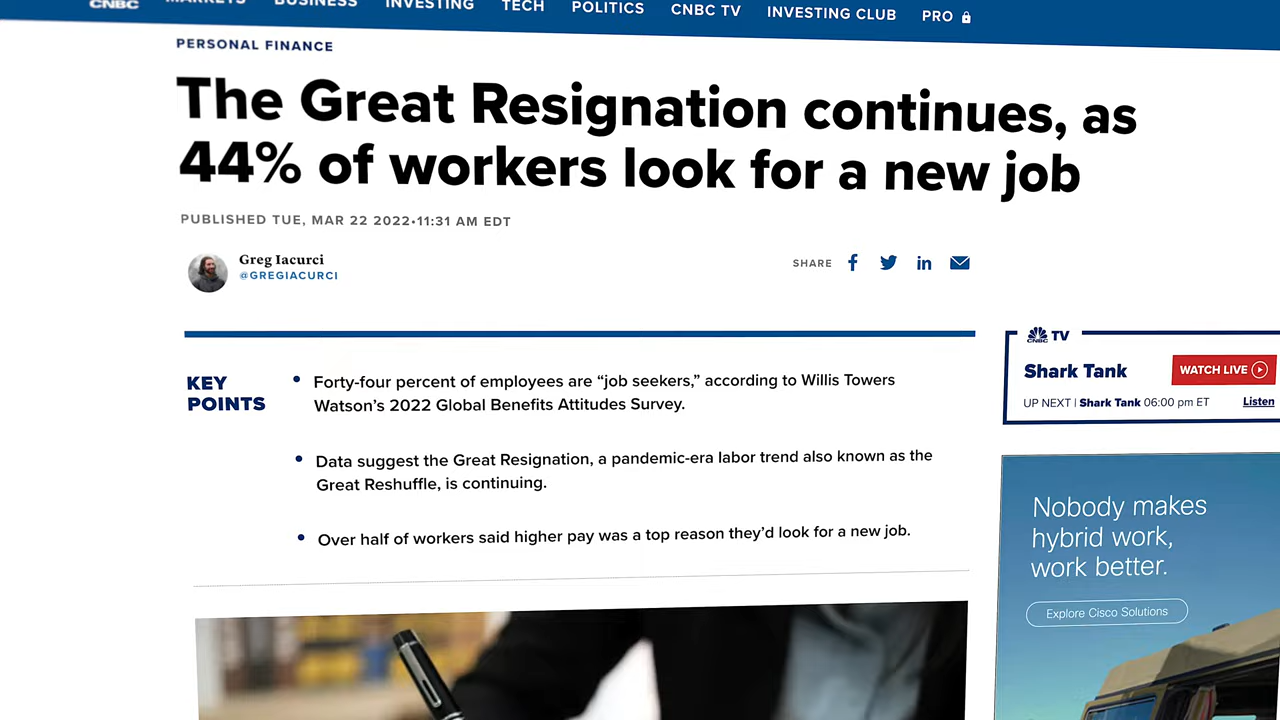 CNBC MARKETS BUSINESS INVESTING TECH POLITICS CNBC TV INVESTING CLUB PRO
PERSONAL FINANCE
The Great Resignation continues, as
44% of workers look for a new job
PUBLISHED TUE, MAR 22 2022•11:31 AM EDT
Greg Iacurci
@GREGIACURCI
SHARE
KEY
POINTS
• Forty-four percent of employees are “job seekers,” according to Willis Towers
Watson’s 2022 Global Benefits Attitudes Survey.
• Data suggest the Great Resignation, a pandemic-era labor trend also known as the
Great Reshuffle, is continuing.
• Over half of workers said higher pay was a top reason they’d look for a new job.
CNBC TV
Shark Tank
WATCH LIVE
UP NEXT | Shark Tank 06:00 pm ET
Listen
Nobody makes
hybrid work,
work better.
Explore Cisco Solutions